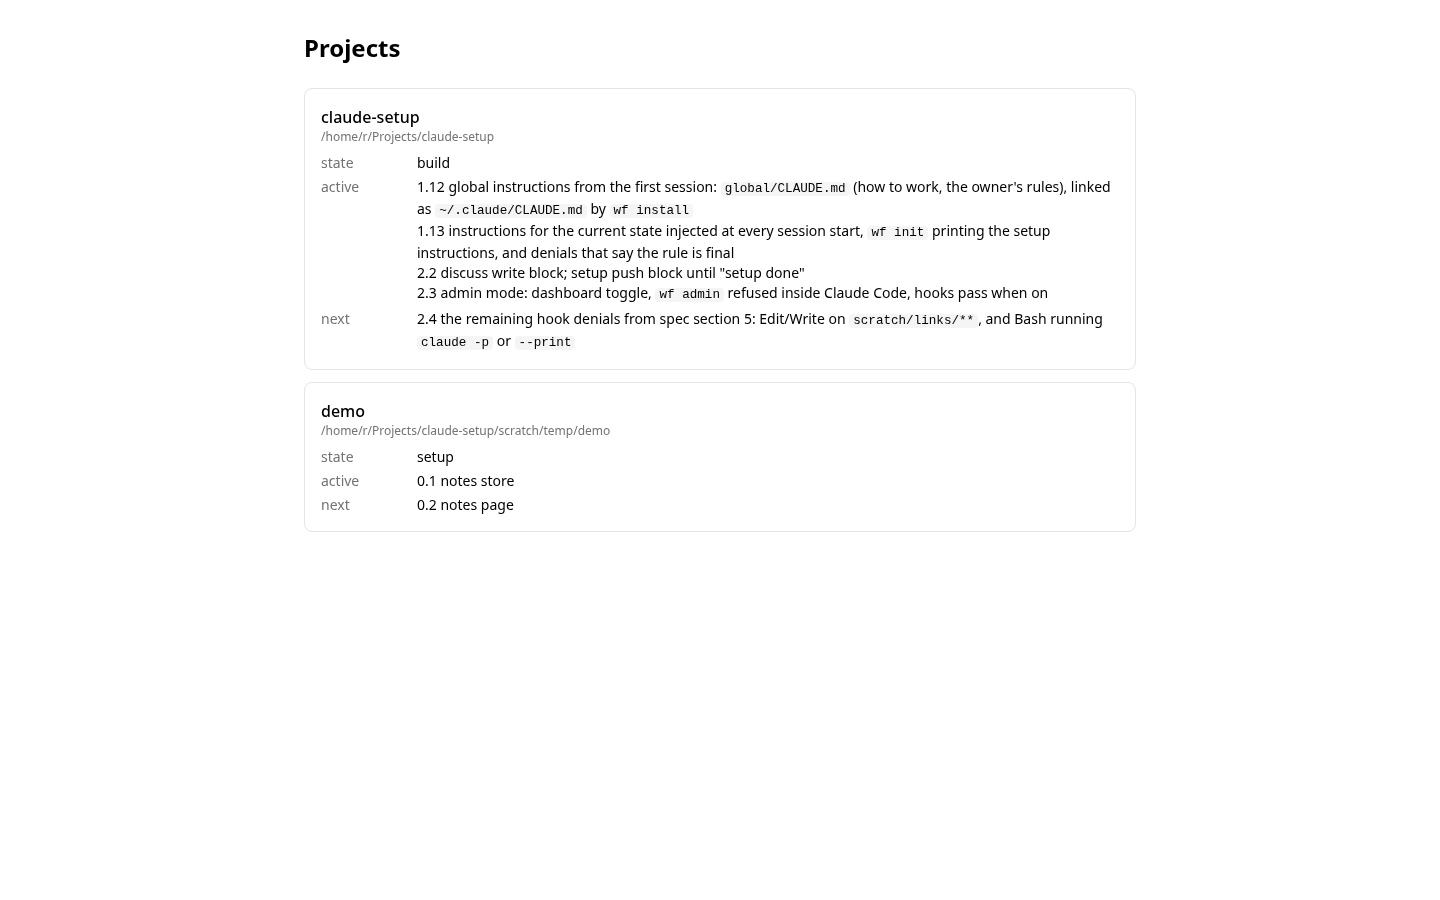 Projects
claude-setup
/home/r/Projects/claude-setup
state build
active 1.12 global instructions from the first session: global/CLAUDE.md (how to work, the owner's rules), linked
as ~/.claude/CLAUDE.md by wf install
1.13 instructions for the current state injected at every session start, wf init printing the setup
instructions, and denials that say the rule is final
2.2 discuss write block; setup push block until "setup done"
2.3 admin mode: dashboard toggle, wf admin refused inside Claude Code, hooks pass when on
next 2.4 the remaining hook denials from spec section 5: Edit/Write on scratch/links/**, and Bash running
claude -p or --print
demo
/home/r/Projects/claude-setup/scratch/temp/demo
state setup
active 0.1 notes store
next 0.2 notes page